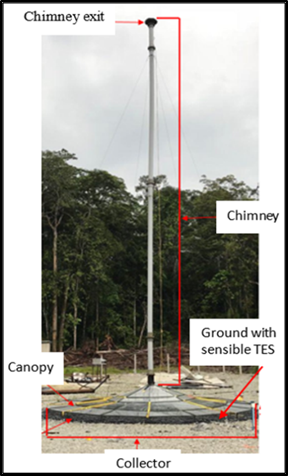 Chimney exit
Chimney
Ground with
sensible TES
Canopy
Collector